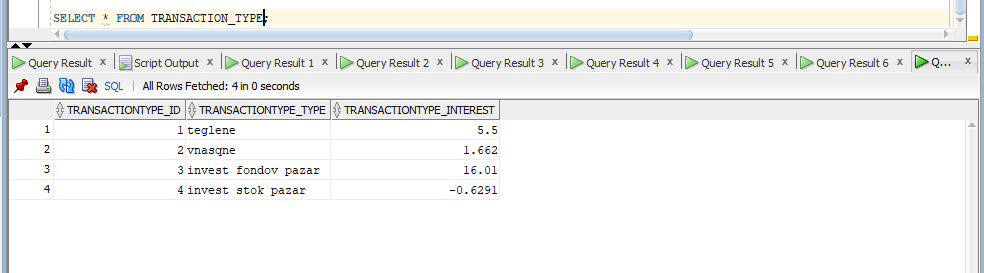 SELECT * FROM TRANSACTION_TYPE;
Query Result x Script Output x Query Result 1 x Query Result 2 x Query Result 3 x Query Result 4 x Query Result 5 x Query Result 6 x Q... x
SQL | All Rows Fetched: 4 in 0 seconds
TRANSACTIONTYPE_ID TRANSACTIONTYPE_TYPE TRANSACTIONTYPE_INTEREST
1 1 teglene 5.5
2 2 vnasqne 1.662
3 3 invest fondov pazar 16.01
4 4 invest stok pazar -0.6291